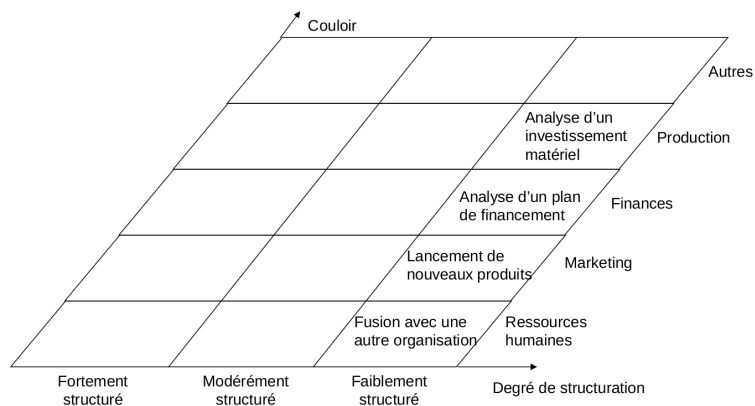 Couloir
Autres
Analyse d’un
investissement
matériel
Production
Analyse d’un plan
de financement
Finances
Lancement de
nouveaux produits
Marketing
Fusion avec une
autre organisation
Ressources
humaines
Fortement
structuré
Modérément
structuré
Faiblement
structuré
Degré de structuration